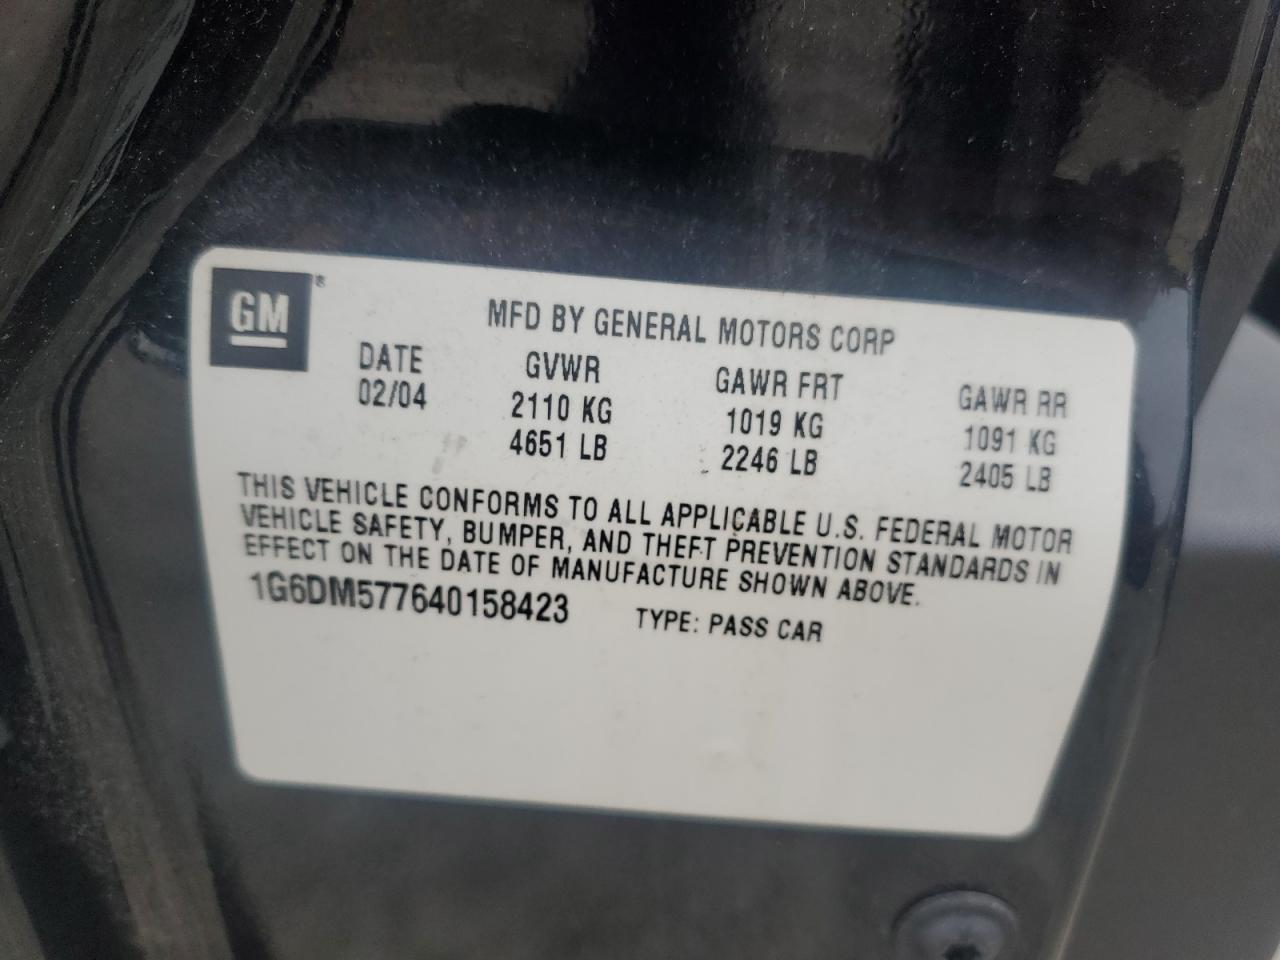 GM®
MFD BY GENERAL MOTORS CORP
DATE GVWR GAWR FRT GAWR RR
02/04 2110 KG 1019 KG 1091 KG
4651 LB 2246 LB 2405 LB
THIS VEHICLE CONFORMS TO ALL APPLICABLE U.S. FEDERAL MOTOR
VEHICLE SAFETY, BUMPER, AND THEFT PREVENTION STANDARDS IN
EFFECT ON THE DATE OF MANUFACTURE SHOWN ABOVE.
1G6DM577640158423 TYPE: PASS CAR